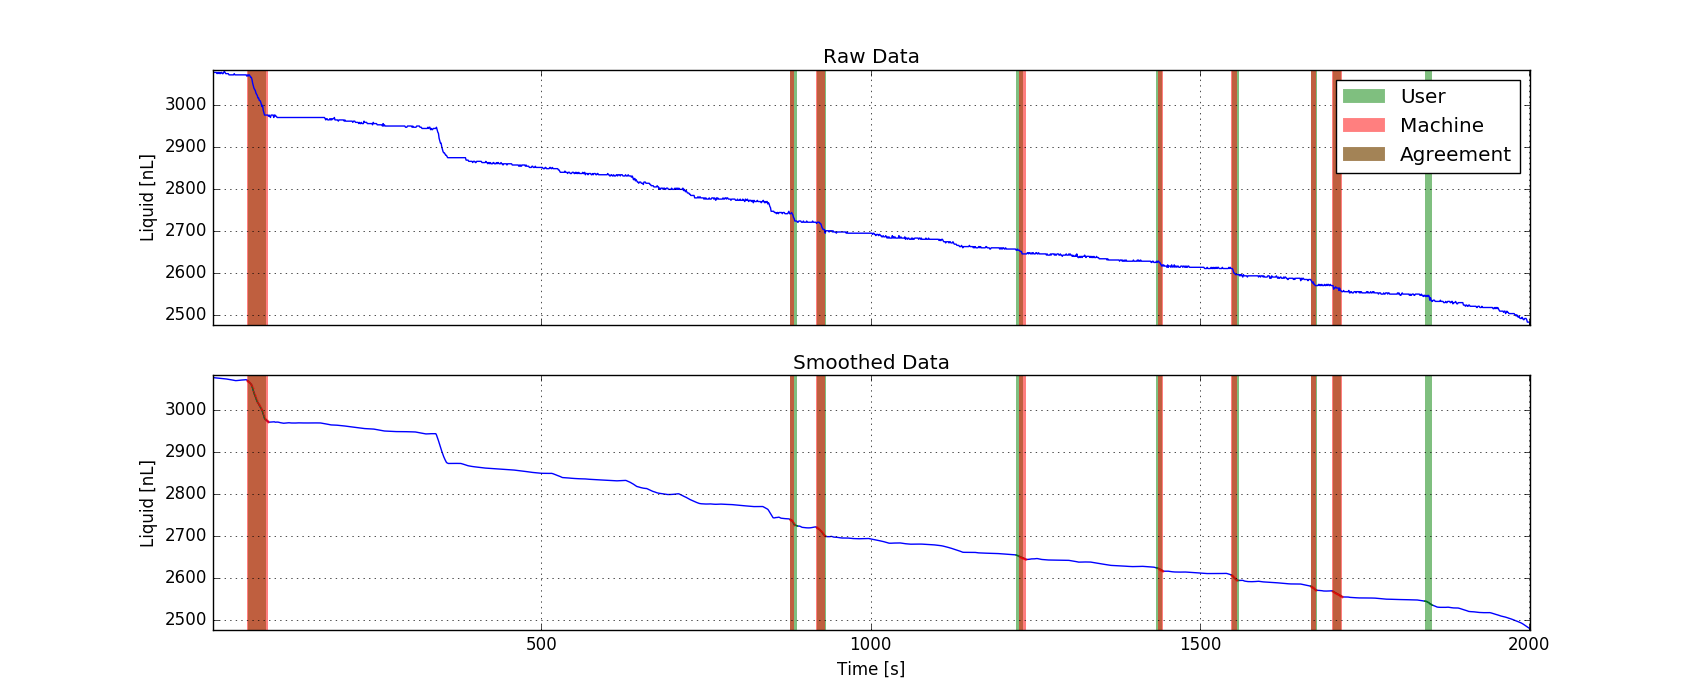 Raw Data
3000
2900
2800
2700
2600
2500
Liquid [nL]
User
Machine
Agreement
Smoothed Data
3000
2900
2800
2700
2600
2500
Liquid [nL]
500
1000
1500
2000
Time [s]